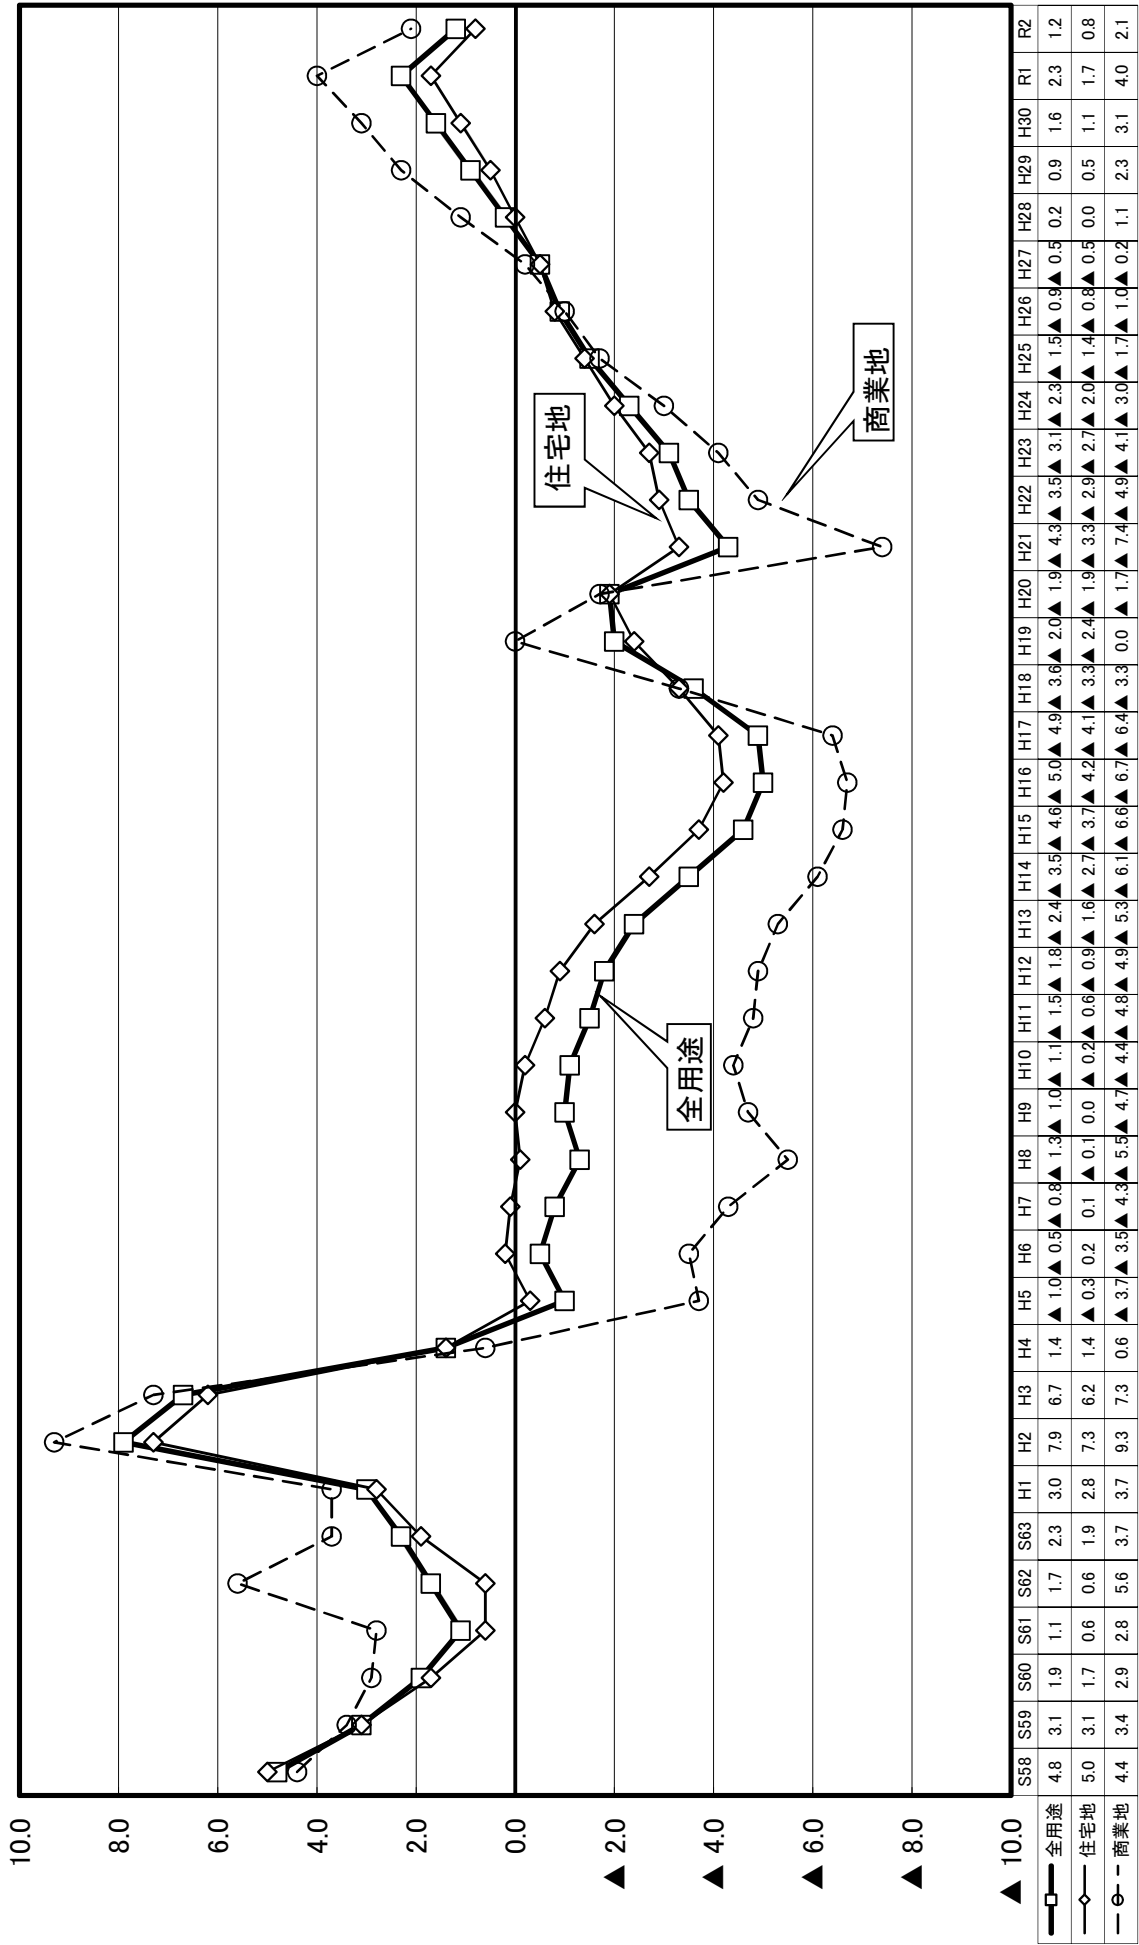 10.0
8.0
6.0
4.0
2.0
0.0
▲ 2.0
▲ 4.0
▲ 6.0
▲ 8.0
▲ 10.0
住宅地
商業地
全用途
S58 S59 S60 S61 S62 S63 H1 H2 H3 H4 H5 H6 H7 H8 H9 H10 H11 H12 H13 H14 H15 H16 H17 H18 H19 H20 H21 H22 H23 H24 H25 H26 H27 H28 H29 H30 R1 R2
全用途 4.8 3.1 1.9 1.1 1.7 2.3 3.0 7.9 6.7 1.4 ▲ 1.0 ▲ 0.5 ▲ 0.8 ▲ 1.3 ▲ 1.0 ▲ 1.1 ▲ 1.5 ▲ 1.8 ▲ 2.4 ▲ 3.5 ▲ 4.6 ▲ 5.0 ▲ 4.9 ▲ 3.6 ▲ 2.0 ▲ 1.9 ▲ 4.3 ▲ 3.5 ▲ 3.1 ▲ 2.3 ▲ 1.5 ▲ 0.9 ▲ 0.5 0.2 0.9 1.6 2.3 1.2
住宅地 5.0 3.1 1.7 0.6 0.6 1.9 2.8 7.3 6.2 1.4 ▲ 0.3 0.2 0.1 ▲ 0.1 0.0 ▲ 0.2 ▲ 0.6 ▲ 0.9 ▲ 1.6 ▲ 2.7 ▲ 3.7 ▲ 4.2 ▲ 4.1 ▲ 3.3 ▲ 2.4 ▲ 1.9 ▲ 3.3 ▲ 2.9 ▲ 2.7 ▲ 2.0 ▲ 1.4 ▲ 0.8 ▲ 0.5 0.0 0.5 1.1 1.7 0.8
商業地 4.4 3.4 2.9 2.8 5.6 3.7 3.7 9.3 7.3 0.6 ▲ 3.7 ▲ 3.5 ▲ 4.3 ▲ 5.5 ▲ 4.7 ▲ 4.4 ▲ 4.8 ▲ 4.9 ▲ 5.3 ▲ 6.1 ▲ 6.6 ▲ 6.7 ▲ 6.4 ▲ 3.3 0.0 ▲ 1.7 ▲ 7.4 ▲ 4.9 ▲ 4.1 ▲ 3.0 ▲ 1.7 ▲ 1.0 ▲ 0.2 1.1 2.3 3.1 4.0 2.1